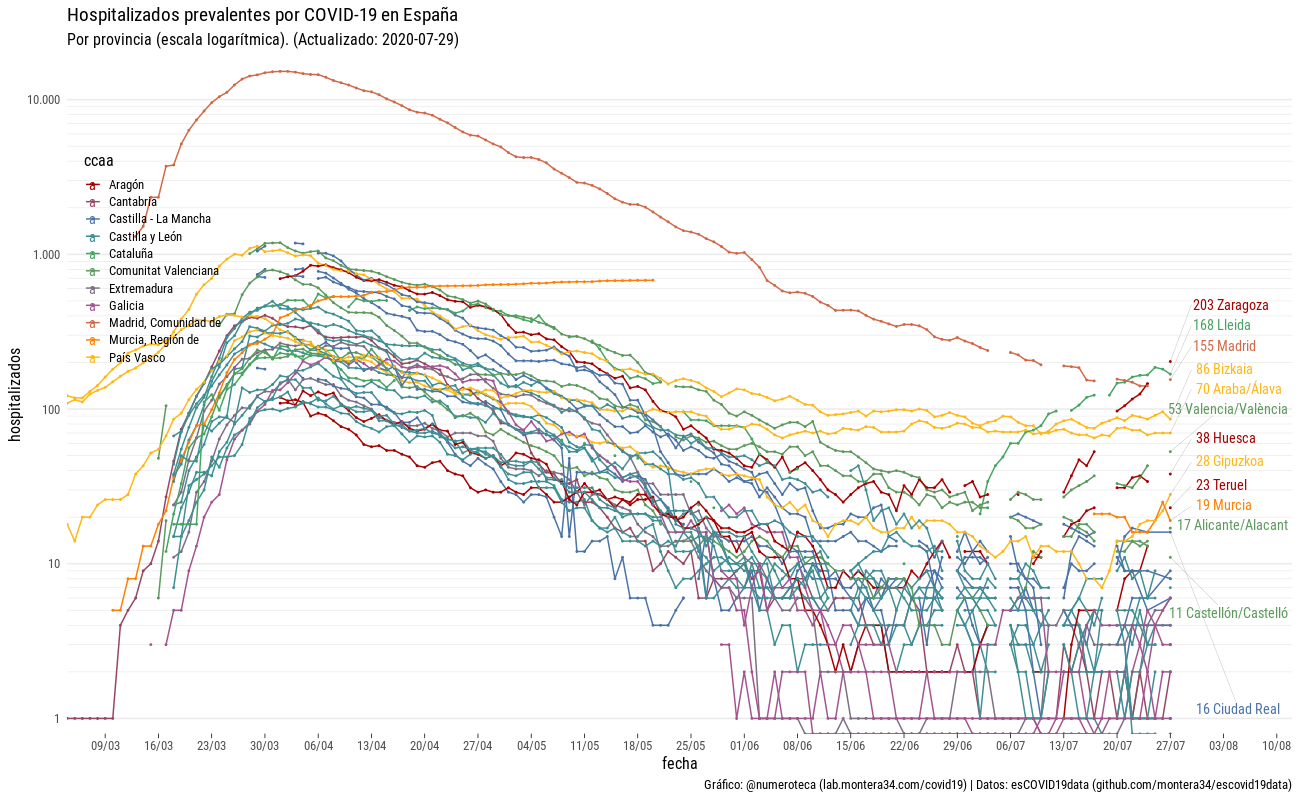 Hospitalizados prevalentes por COVID-19 en España
Por provincia (escala logarítmica). (Actualizado: 2020-07-29)
hospitalizados
10.000
1.000
100
10
1
ccaa
Aragón
Cantabria
Castilla - La Mancha
Castilla y León
Cataluña
Comunitat Valenciana
Extremadura
Galicia
Madrid, Comunidad de
Murcia, Región de
País Vasco
203 Zaragoza
168 Lleida
155 Madrid
86 Bizkaia
70 Araba/Álava
53 Valencia/València
38 Huesca
28 Gipuzkoa
23 Teruel
19 Murcia
17 Alicante/Alacant
11 Castellón/Castelló
16 Ciudad Real
09/03 16/03 23/03 30/03 06/04 13/04 20/04 27/04 04/05 11/05 18/05 25/05 01/06 08/06 15/06 22/06 29/06 06/07 13/07 20/07 27/07 03/08 10/08
fecha
Gráfico: @numeroteca (lab.montera34.com/covid19) | Datos: esCOVID19data (github.com/montera34/escovid19data)